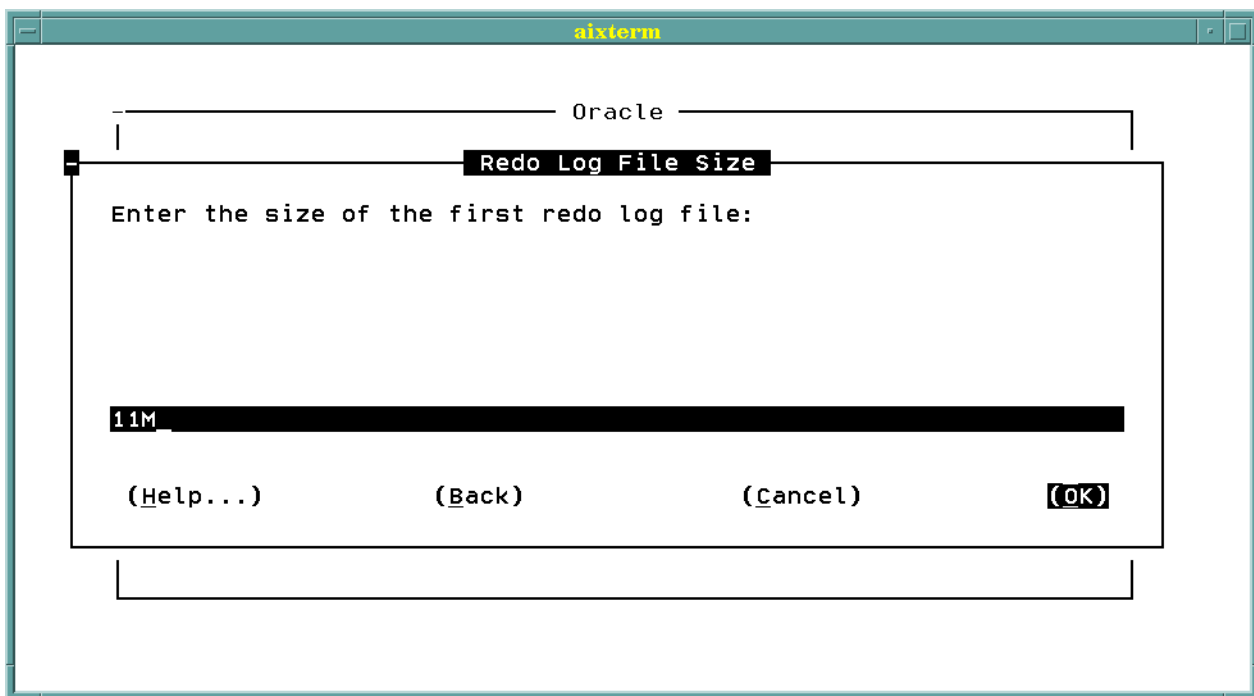 aixterm
Oracle
Redo Log File Size
Enter the size of the first redo log file:
11M_
(Help...) (Back) (Cancel) (OK)